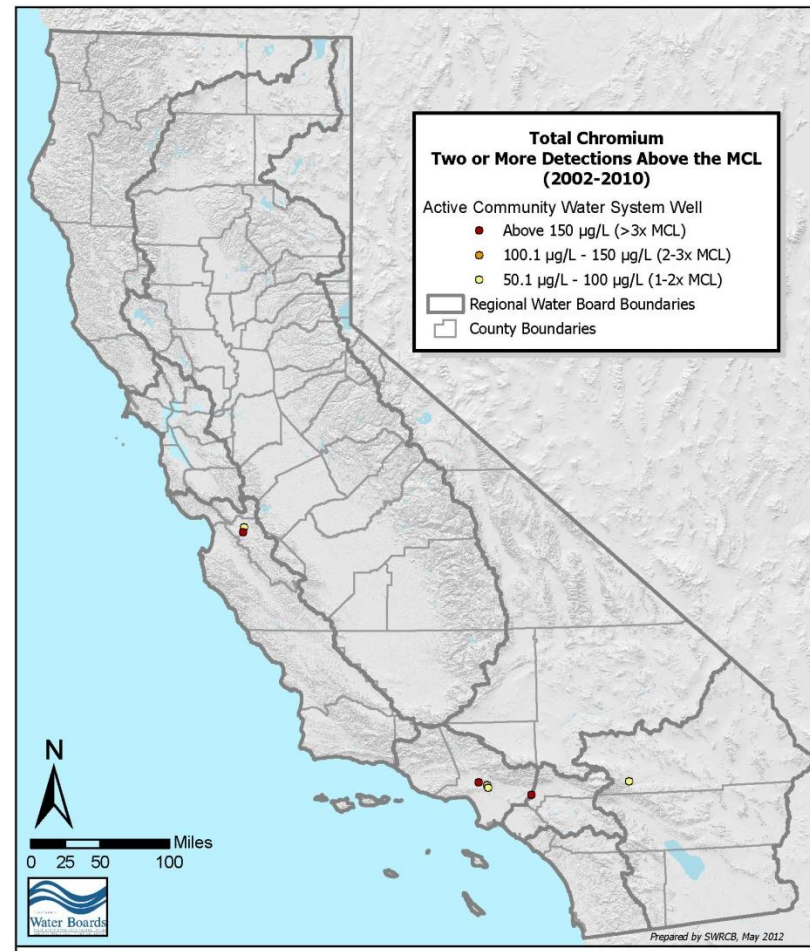 Total Chromium
Two or More Detections Above the MCL
(2002-2010)
Active Community Water System Well
Above 150 µg/L (>3x MCL)
100.1 µg/L - 150 µg/L (2-3x MCL)
50.1 µg/L - 100 µg/L (1-2x MCL)
Regional Water Board Boundaries
County Boundaries
N
Miles
0 25 50 100
Water Boards
Prepared by SWRCB, May 2012